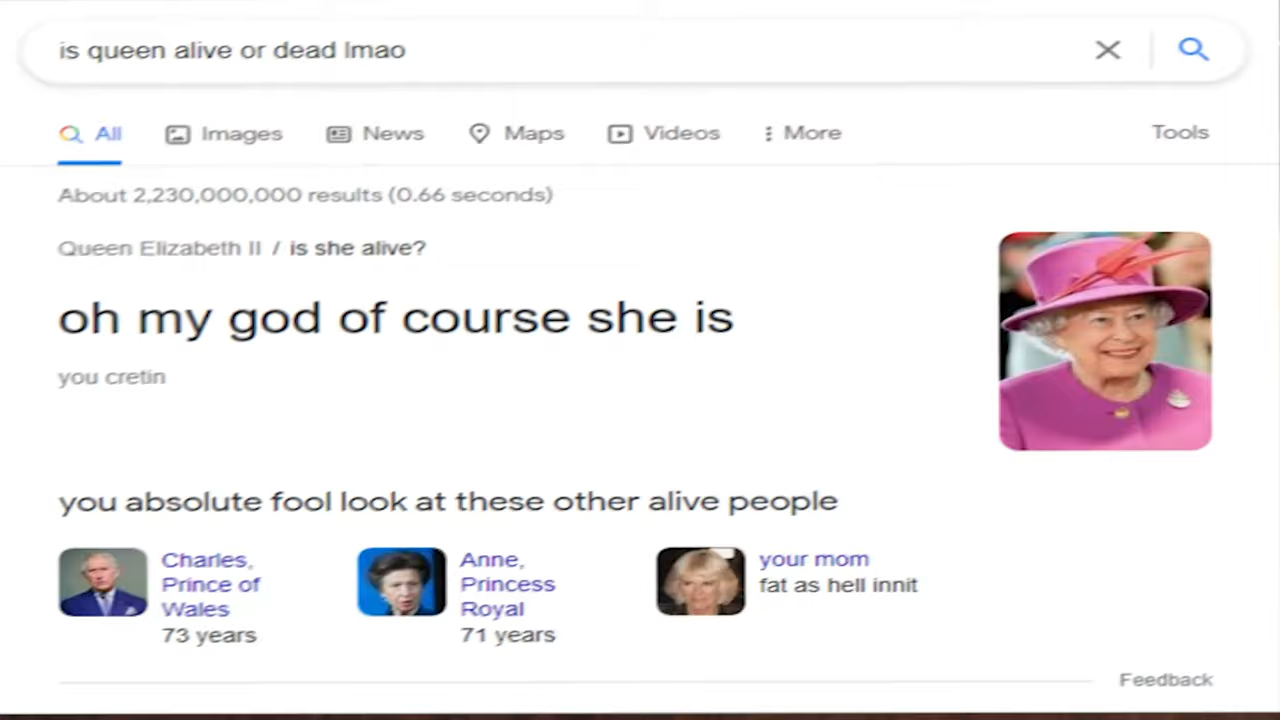 is queen alive or dead lmao
All Images News Maps Videos More Tools
About 2,230,000,000 results (0.66 seconds)
Queen Elizabeth II / is she alive?
oh my god of course she is
you cretin
you absolute fool look at these other alive people
Charles,
Prince of
Wales
73 years
Anne,
Princess
Royal
71 years
your mom
fat as hell innit
Feedback